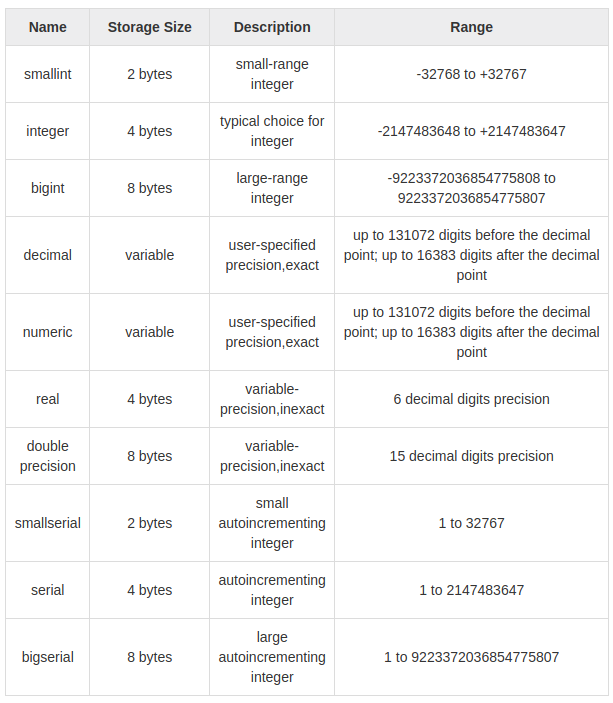 Name Storage Size Description Range
smallint 2 bytes small-range integer -32768 to +32767
integer 4 bytes typical choice for integer -2147483648 to +2147483647
bigint 8 bytes large-range integer -9223372036854775808 to 9223372036854775807
decimal variable user-specified precision,exact up to 131072 digits before the decimal point; up to 16383 digits after the decimal point
numeric variable user-specified precision,exact up to 131072 digits before the decimal point; up to 16383 digits after the decimal point
real 4 bytes variable-precision,inexact 6 decimal digits precision
double precision 8 bytes variable-precision,inexact 15 decimal digits precision
smallserial 2 bytes small autoincrementing integer 1 to 32767
serial 4 bytes autoincrementing integer 1 to 2147483647
bigserial 8 bytes large autoincrementing integer 1 to 9223372036854775807